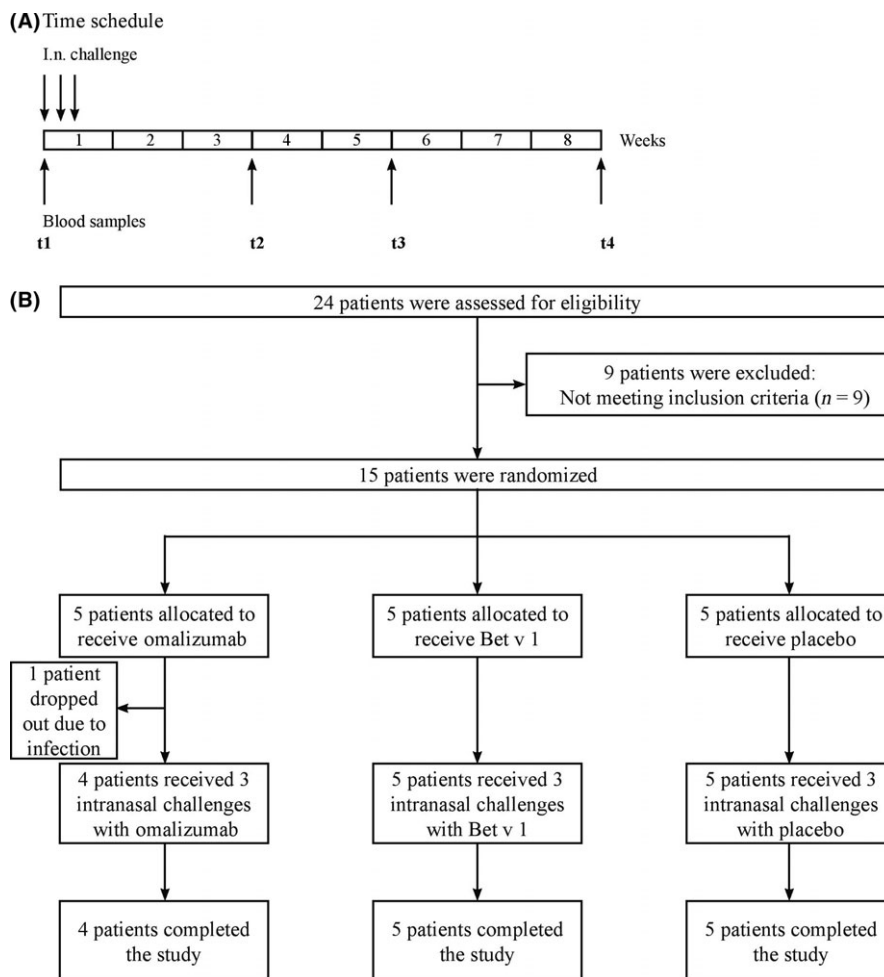 (A) Time schedule
I.n. challenge
1 2 3 4 5 6 7 8 Weeks
Blood samples
t1 t2 t3 t4
(B)
24 patients were assessed for eligibility
9 patients were excluded:
Not meeting inclusion criteria (n = 9)
15 patients were randomized
5 patients allocated to
receive omalizumab
5 patients allocated to
receive Bet v 1
5 patients allocated to
receive placebo
1 patient
dropped
out due to
infection
4 patients received 3
intranasal challenges
with omalizumab
5 patients received 3
intranasal challenges
with Bet v 1
5 patients received 3
intranasal challenges
with placebo
4 patients completed
the study
5 patients completed
the study
5 patients completed
the study